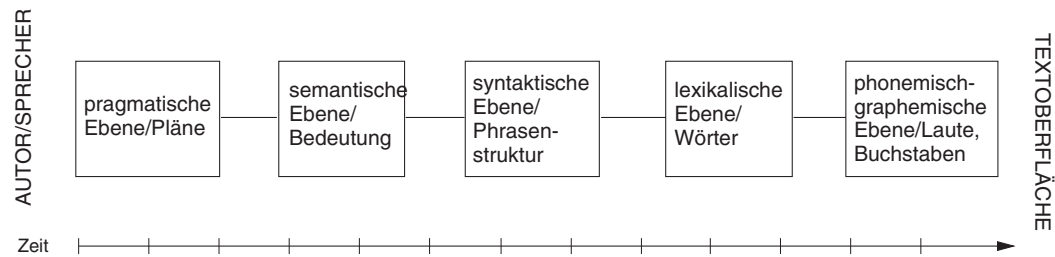 AUTOR/SPRECHER
pragmatische
Ebene/Pläne
semantische
Ebene/
Bedeutung
syntaktische
Ebene/
Phrasen-
struktur
lexikalische
Ebene/
Wörter
phonemisch-
graphemische
Ebene/Laute,
Buchstaben
TEXTOBERFLÄCHE
Zeit